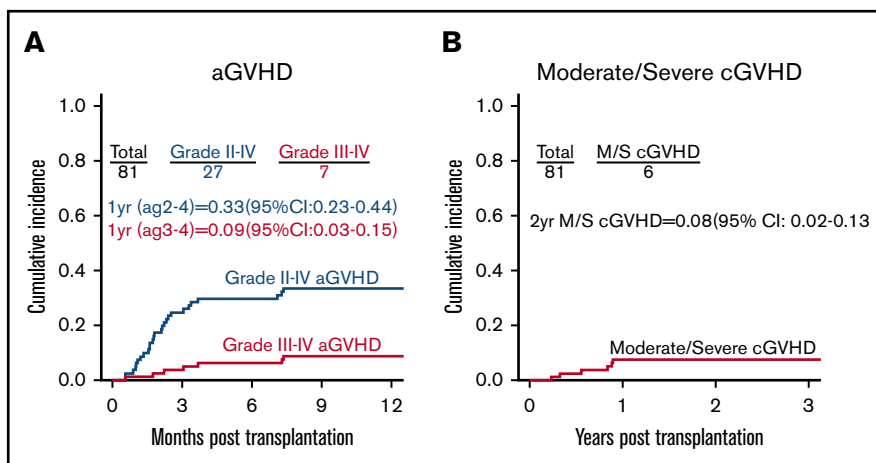 A
aGVHD
Cumulative incidence
1.0
0.8
0.6
0.4
0.2
0.0
Total
81
Grade II-IV
27
Grade III-IV
7
1yr (ag2-4)=0.33(95%CI:0.23-0.44)
1yr (ag3-4)=0.09(95%CI:0.03-0.15)
Grade II-IV aGVHD
Grade III-IV aGVHD
0 3 6 9 12
Months post transplantation
B
Moderate/Severe cGVHD
Cumulative incidence
1.0
0.8
0.6
0.4
0.2
0.0
Total
81
M/S cGVHD
6
2yr M/S cGVHD=0.08(95% CI: 0.02-0.13
Moderate/Severe cGVHD
0 1 2 3
Years post transplantation